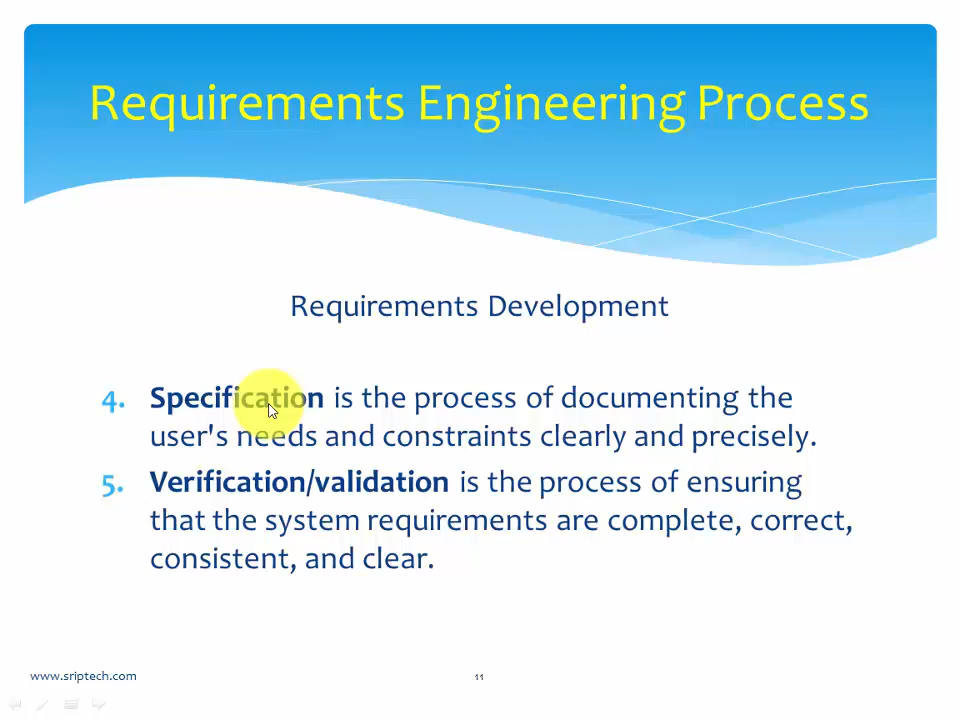 Requirements Engineering Process
Requirements Development
4. Specification is the process of documenting the
user's needs and constraints clearly and precisely.
5. Verification/validation is the process of ensuring
that the system requirements are complete, correct,
consistent, and clear.
www.sriptech.com
11